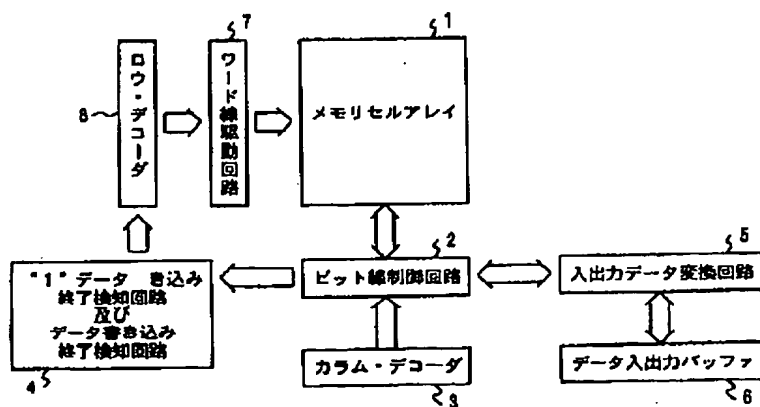 7
1
ロウ・デコーダ
8
ワード線駆動回路
メモリセルアレイ
2
5
"1"データ 書き込み
終了検知回路
及び
データ書き込み
終了検知回路
4
ビット線制御回路
入出力データ変換回路
カラム・デコーダ
3
データ入出力バッファ
6